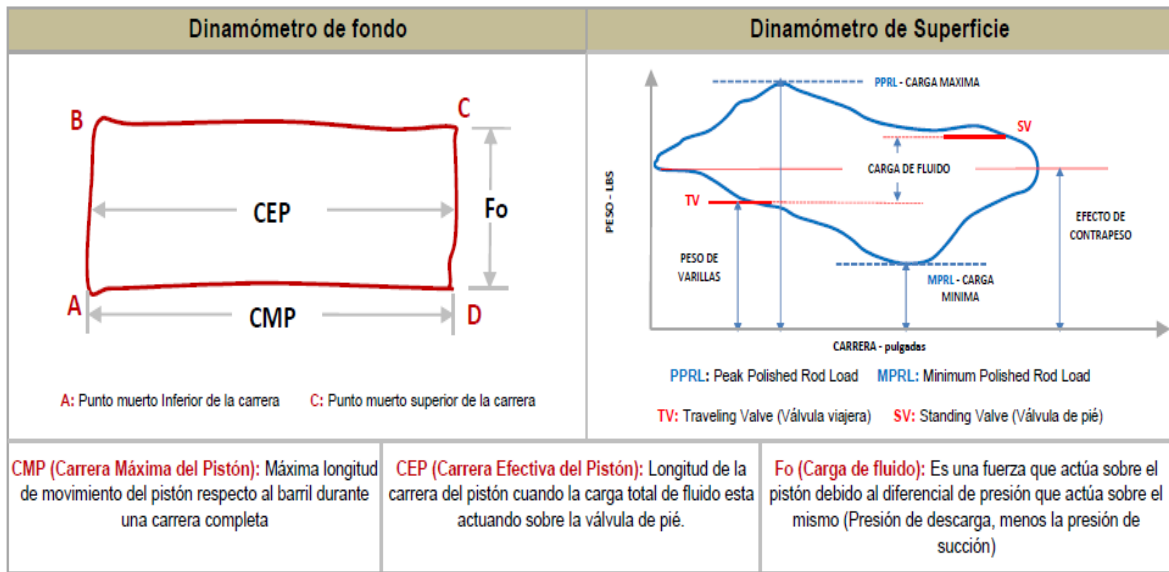 Dinamómetro de fondo
Dinamómetro de Superficie
B
C
CEP
Fo
A
CMP
D
A: Punto muerto Inferior de la carrera
C: Punto muerto superior de la carrera
PPRL - CARGA MAXIMA
SV
CARGA DE FLUIDO
TV
PESO - LBS
PESO DE
VARILLAS
EFECTO DE
CONTRAPESO
MPRL - CARGA
MINIMA
CARRERA - pulgadas
PPRL: Peak Polished Rod Load
MPRL: Minimum Polished Rod Load
TV: Traveling Valve (Válvula viajera)
SV: Standing Valve (Válvula de pié)
CMP (Carrera Máxima del Pistón): Máxima longitud
de movimiento del pistón respecto al barril durante
una carrera completa
CEP (Carrera Efectiva del Pistón): Longitud de la
carrera del pistón cuando la carga total de fluido esta
actuando sobre la válvula de pié.
Fo (Carga de fluido): Es una fuerza que actúa sobre el
pistón debido al diferencial de presión que actúa sobre el
mismo (Presión de descarga, menos la presión de
succión)